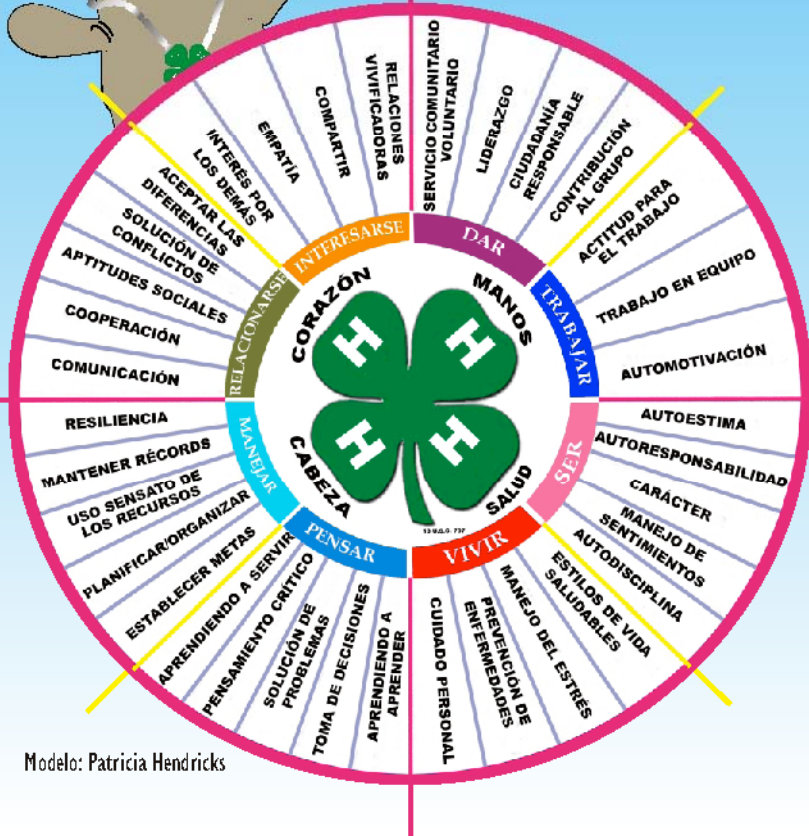 RELACIONES
VIVIFICADORAS
COMPARTIR
EMPATÍA
INTERÉS POR
LOS DEMÁS
SERVICIO COMUNITARIO
VOLUNTARIO
LIDERAZGO
CIUDADANÍA
RESPONSABLE
CONTRIBUCIÓN
AL GRUPO
ACTITUD PARA
EL TRABAJO
TRABAJO EN EQUIPO
AUTOMOTIVACIÓN
AUTOESTIMA
AUTORESPONSABILIDAD
CARÁCTER
MANEJO DE
SENTIMIENTOS
AUTODISCIPLINA
ESTILOS DE VIDA
SALUDABLES
MANEJO DEL ESTRÉS
PREVENCIÓN DE
ENFERMEDADES
CUIDADO PERSONAL
APRENDIENDO A
APRENDER
TOMA DE DECISIONES
SOLUCIÓN DE
PROBLEMAS
PENSAMIENTO CRÍTICO
APRENDIENDO A SERVIR
ESTABLECER METAS
PLANIFICAR/ORGANIZAR
USO SENSATO DE
LOS RECURSOS
MANTENER RÉCORDS
RESILIENCIA
COMUNICACIÓN
COOPERACIÓN
APTITUDES SOCIALES
SOLUCIÓN DE
CONFLICTOS
ACEPTAR LAS
DIFERENCIAS
INTERESARSE
DAR
TRABAJAR
SER
VIVIR
PENSAR
MANEJAR
RELACIONARSE
CORAZÓN
MANOS
SALUD
CABEZA
H
H
H
H
Modelo: Patricia Hendricks